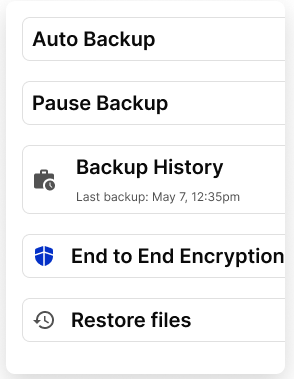 Auto Backup
Pause Backup
Backup History
Last backup: May 7, 12:35pm
End to End Encryption
Restore files